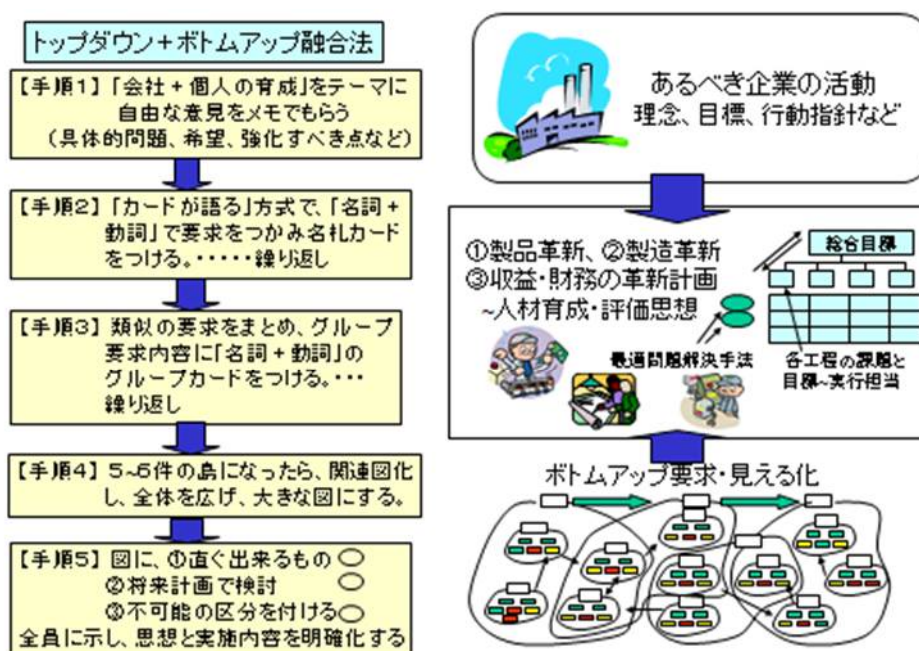 トップダウン+ボトムアップ融合法
【手順1】「会社+個人の育成」をテーマに
自由な意見をメモでもらう
(具体的問題、希望、強化すべき点など)
【手順2】「カードが語る」方式で、「名詞+
動詞」で要求をつかみ名札カード
をつける。・・・・・繰り返し
【手順3】類似の要求をまとめ、グループ
要求内容に「名詞+動詞」の
グループカードをつける。・・・
繰り返し
【手順4】5~6件の島になったら、関連図化
し、全体を広げ、大きな図にする。
【手順5】図に、①直ぐ出来るもの
②将来計画で検討
③不可能の区分を付ける
全員に示し、思想と実施内容を明確化する
あるべき企業の活動
理念、目標、行動指針など
①製品革新、②製造革新
③収益・財務の革新計画
~人材育成・評価思想
総合目標
最適問題解決手法
各工程の課題と
目標~実行担当
ボトムアップ要求・見える化